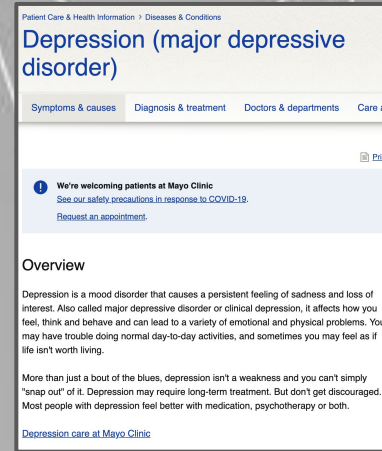 Patient Care & Health Information > Diseases & Conditions
Depression (major depressive
disorder)
Symptoms & causes Diagnosis & treatment Doctors & departments Care
We're welcoming patients at Mayo Clinic
See our safety precautions in response to COVID-19.
Request an appointment.
Overview
Depression is a mood disorder that causes a persistent feeling of sadness and loss of
interest. Also called major depressive disorder or clinical depression, it affects how you
feel, think and behave and can lead to a variety of emotional and physical problems. You
may have trouble doing normal day-to-day activities, and sometimes you may feel as if
life isn't worth living.
More than just a bout of the blues, depression isn't a weakness and you can't simply
"snap out" of it. Depression may require long-term treatment. But don't get discouraged.
Most people with depression feel better with medication, psychotherapy or both.
Depression care at Mayo Clinic